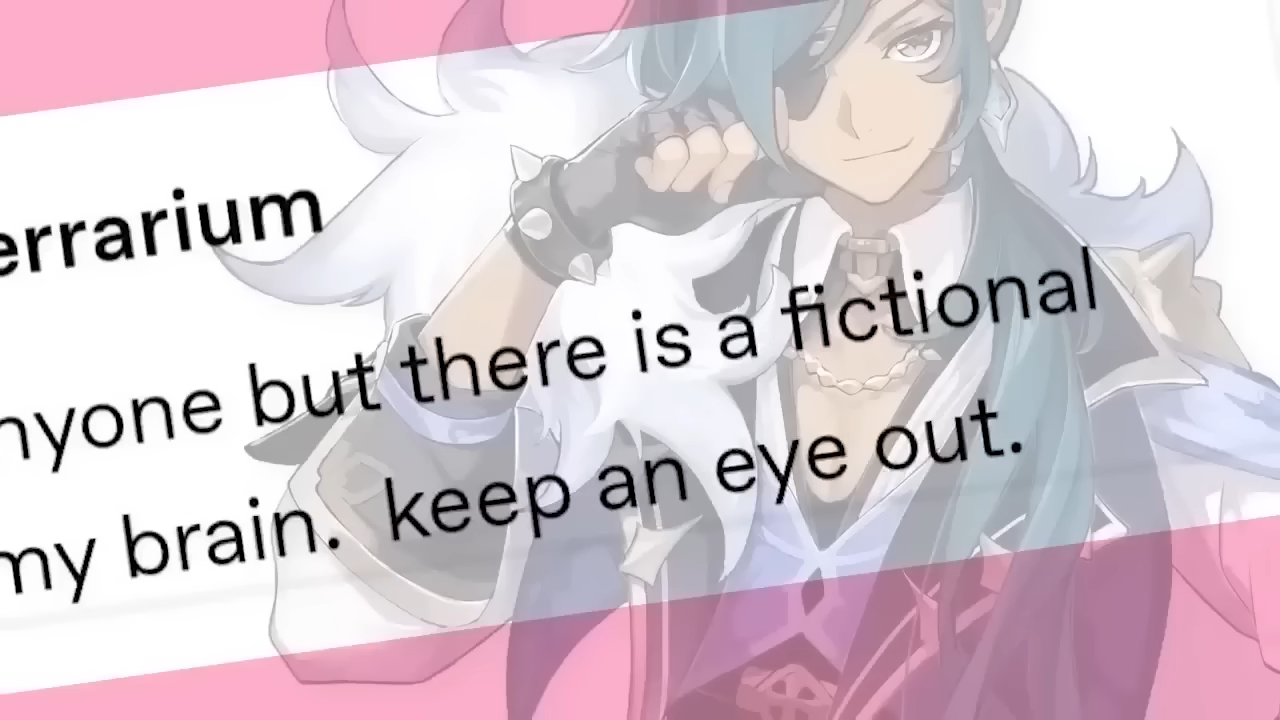 errarium
nyone but there is a fictional
my brain. keep an eye out.